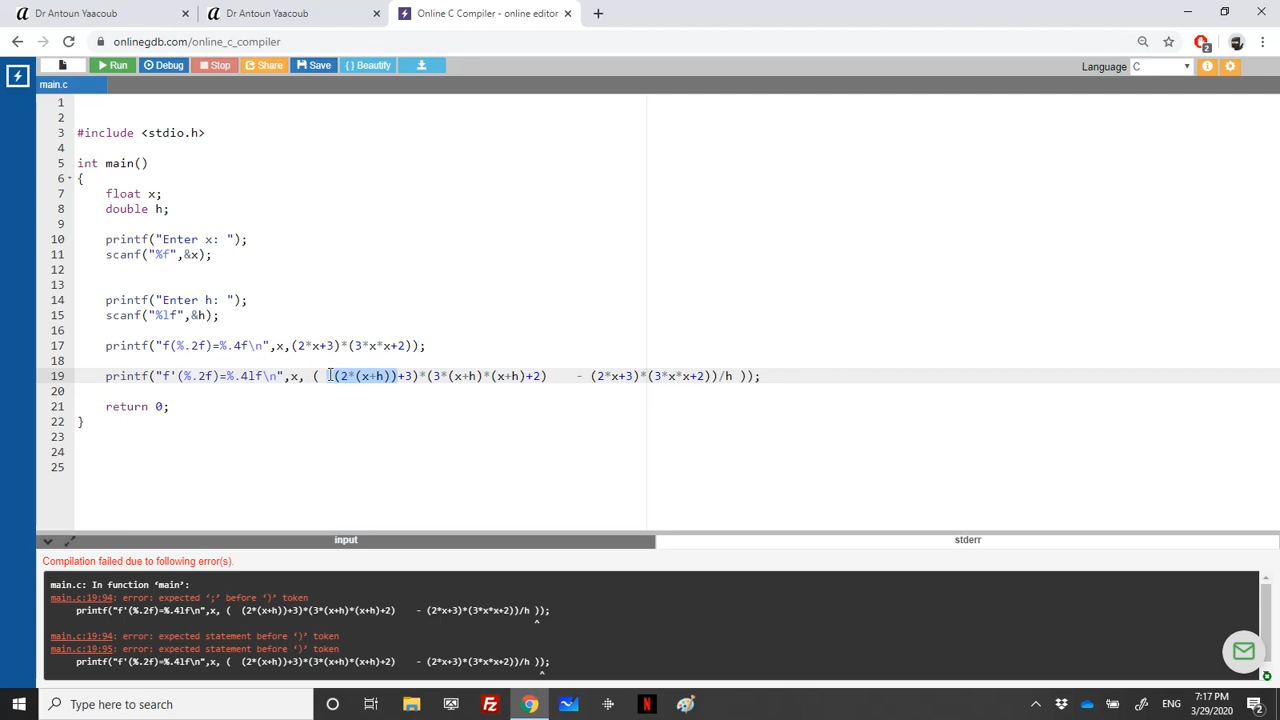 Dr Antoun Yaacoub
Dr Antoun Yaacoub
Online C Compiler - online editor
onlinegdb.com/online_c_compiler
2
Run
Debug
Stop
Share
Save
{ } Beautify
Language
C
main.c
1
2
3 #include <stdio.h>
4
5 int main()
6 {
7 float x;
8 double h;
9
10 printf("Enter x: ");
11 scanf("%f",&x);
12
13
14 printf("Enter h: ");
15 scanf("%lf",&h);
16
17 printf("f(%.2f)=%.4f\n",x,(2*x+3)*(3*x*x+2));
18
19 printf("f'(%.2f)=%.4lf\n",x, ( (2*(x+h))+3)*(3*(x+h)*(x+h)+2) - (2*x+3)*(3*x*x+2))/h ));
20
21 return 0;
22 }
23
24
25
input
stderr
Compilation failed due to following error(s).
main.c: In function ‘main’:
main.c:19:94: error: expected ‘;’ before ‘)’ token
printf("f'(%.2f)=%.4lf\n",x, ( (2*(x+h))+3)*(3*(x+h)*(x+h)+2) - (2*x+3)*(3*x*x+2))/h ));
^
main.c:19:94: error: expected statement before ‘)’ token
main.c:19:95: error: expected statement before ‘)’ token
printf("f'(%.2f)=%.4lf\n",x, ( (2*(x+h))+3)*(3*(x+h)*(x+h)+2) - (2*x+3)*(3*x*x+2))/h ));
^
Type here to search
ENG
7:17 PM
3/29/2020
2